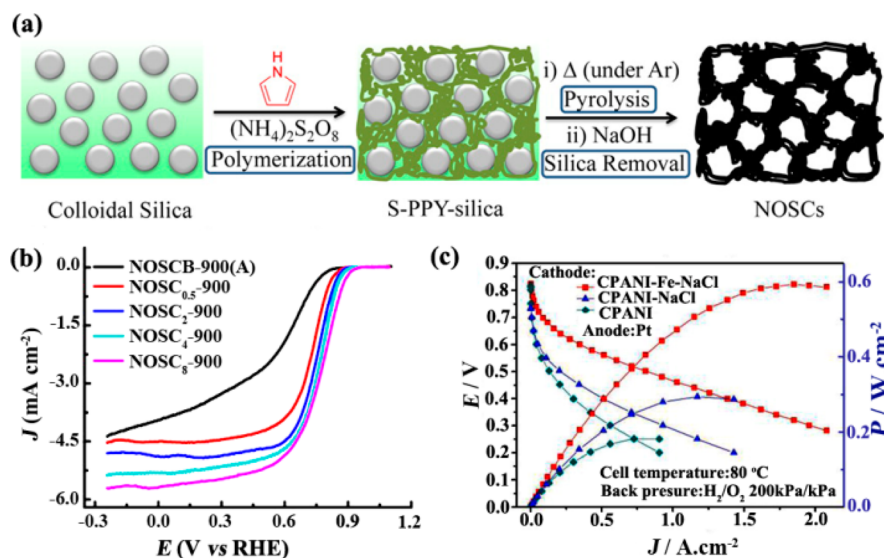 (a)
H
N
(NH4)2S2O8
Polymerization
i) Δ (under Ar)
Pyrolysis
ii) NaOH
Silica Removal
Colloidal Silica
S-PPY-silica
NOSCs
(b)
J (mA cm-2)
0.0
-1.5
-3.0
-4.5
-6.0
NOSCB-900(A)
NOSC0.5-900
NOSC2-900
NOSC4-900
NOSC8-900
-0.3
0.0
0.3
0.6
0.9
1.2
E (V vs RHE)
(c)
E / V
0.9
0.8
0.7
0.6
0.5
0.4
0.3
0.2
0.1
0.0
Cathode:
CPANI-Fe-NaCl
CPANI-NaCl
CPANI
Anode:Pt
Cell temperature:80 °C
Back presure:H2/O2 200kPa/kPa
0.0
0.5
1.0
1.5
2.0
J / A.cm-2
0.6
0.4
0.2
0.0
P / W cm-2